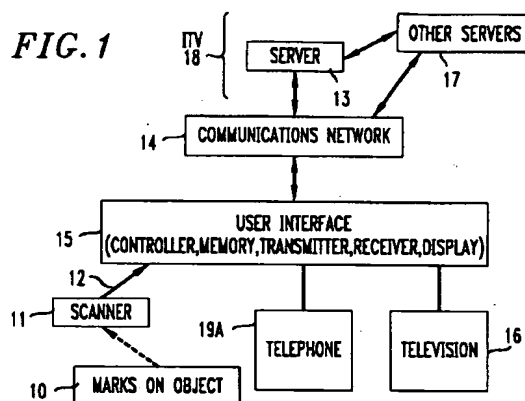 FIG. 1
ITV
18
SERVER
13
OTHER SERVERS
17
14
COMMUNICATIONS NETWORK
15
USER INTERFACE
(CONTROLLER,MEMORY,TRANSMITTER,RECEIVER,DISPLAY)
12
11
SCANNER
19A
TELEPHONE
TELEVISION
16
10
MARKS ON OBJECT